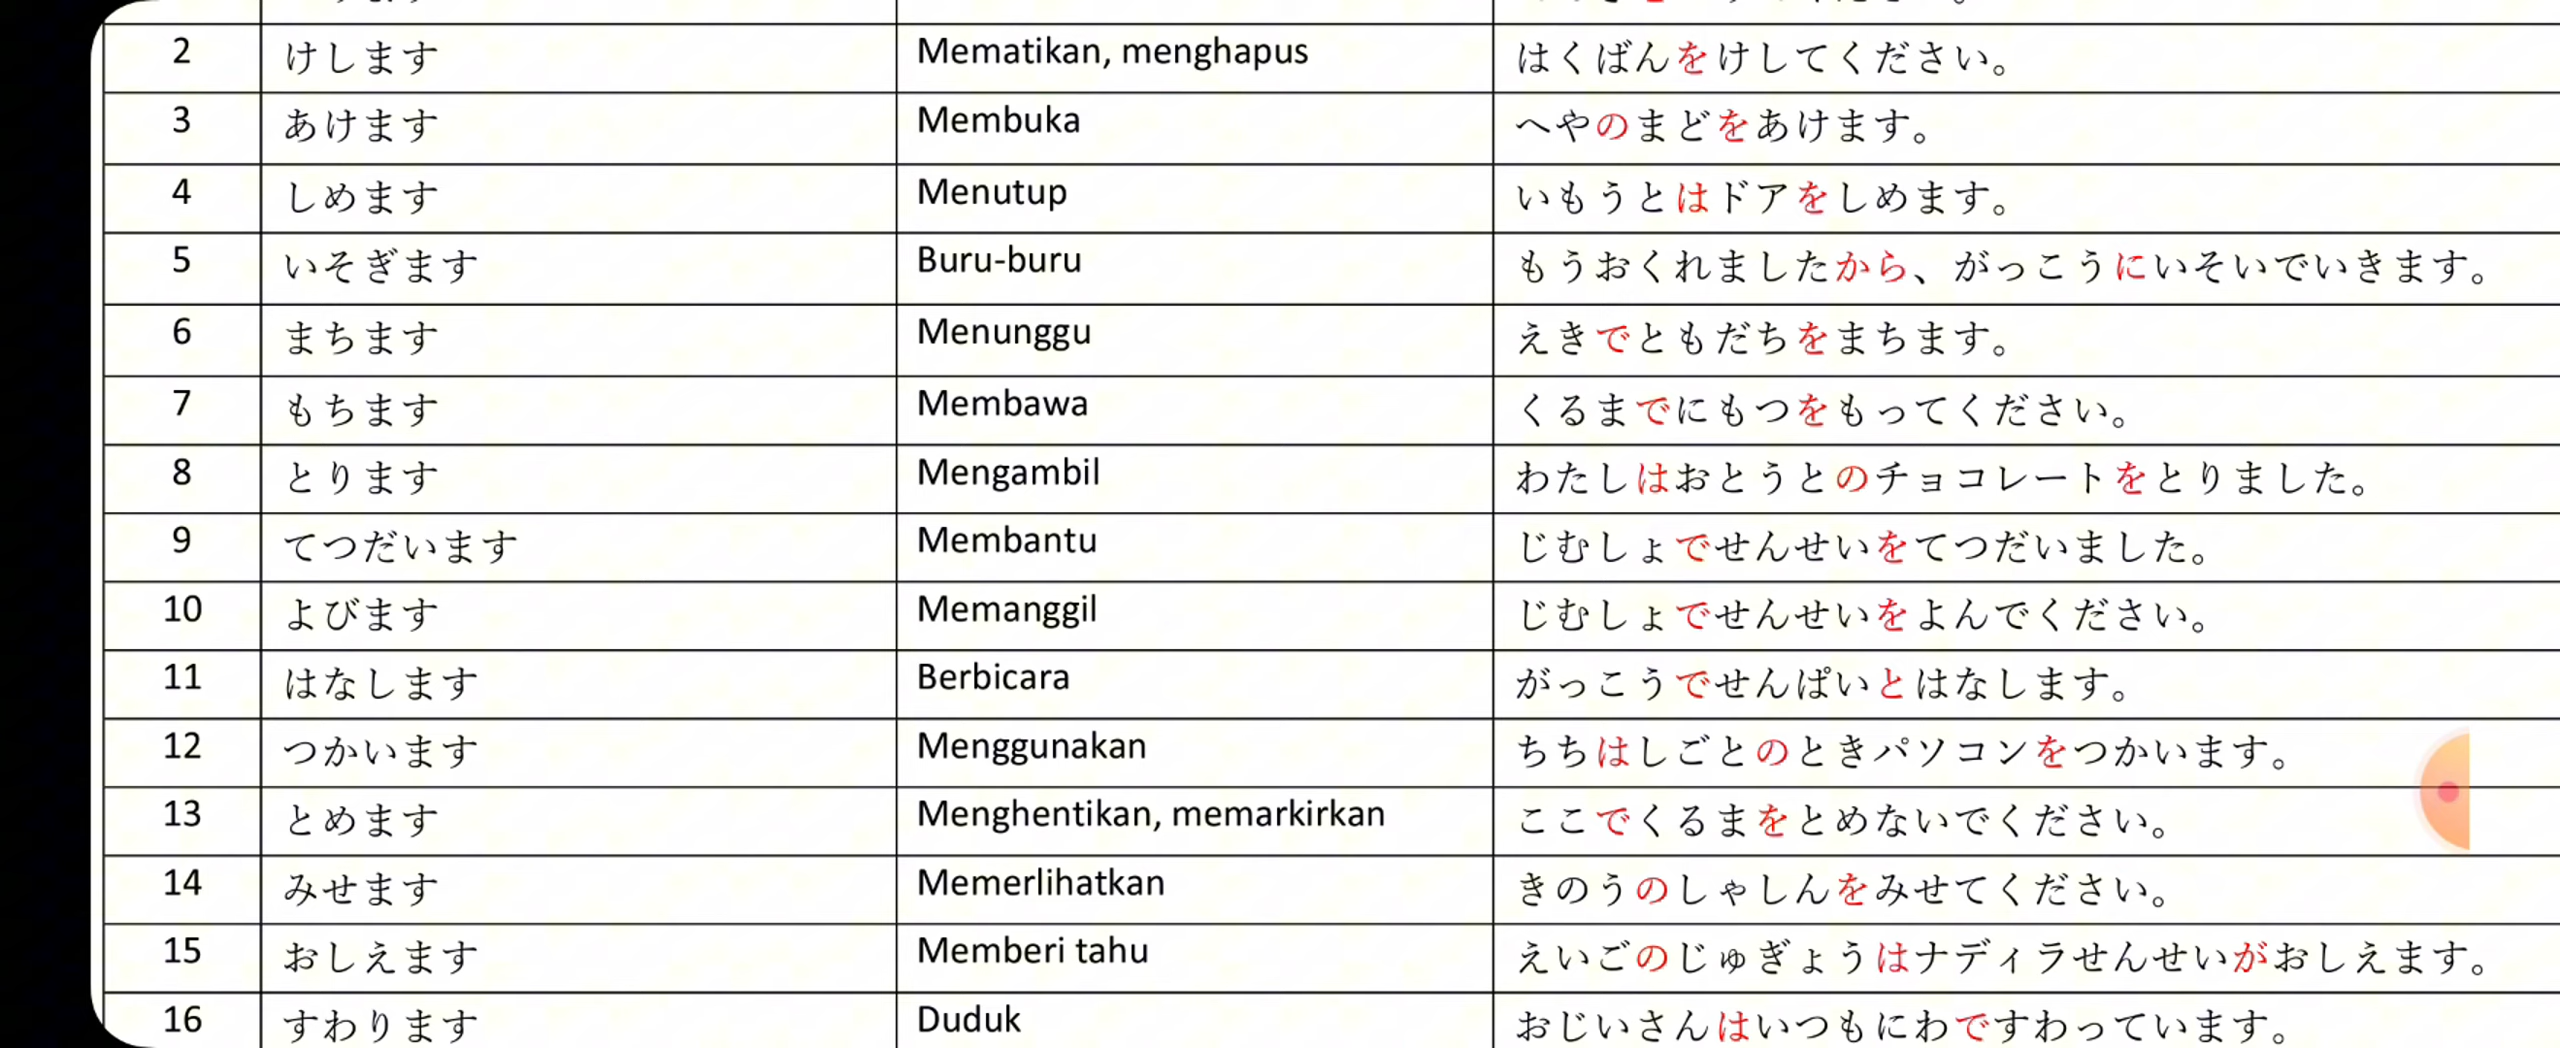 2 けします Mematikan, menghapus はくばんをけしてください。
3 あけます Membuka へやのまどをあけます。
4 しめます Menutup いもうとはドアをしめます。
5 いそぎます Buru-buru もうおくれましたから、がっこうにいそいでいきます。
6 まちます Menunggu えきでともだちをまちます。
7 もちます Membawa くるまでにもつをもってください。
8 とります Mengambil わたしはおとうとのチョコレートをとりました。
9 てつだいます Membantu じむしょでせんせいをてつだいました。
10 よびます Memanggil じむしょでせんせいをよんでください。
11 はなします Berbicara がっこうでせんぱいとはなします。
12 つかいます Menggunakan ちちはしごとのときパソコンをつかいます。
13 とめます Menghentikan, memarkirkan ここでくるまをとめないでください。
14 みせます Memerlihatkan きのうのしゃしんをみせてください。
15 おしえます Memberi tahu えいごのじゅぎょうはナディラせんせいがおしえます。
16 すわります Duduk おじいさんはいつもにわですわっています。